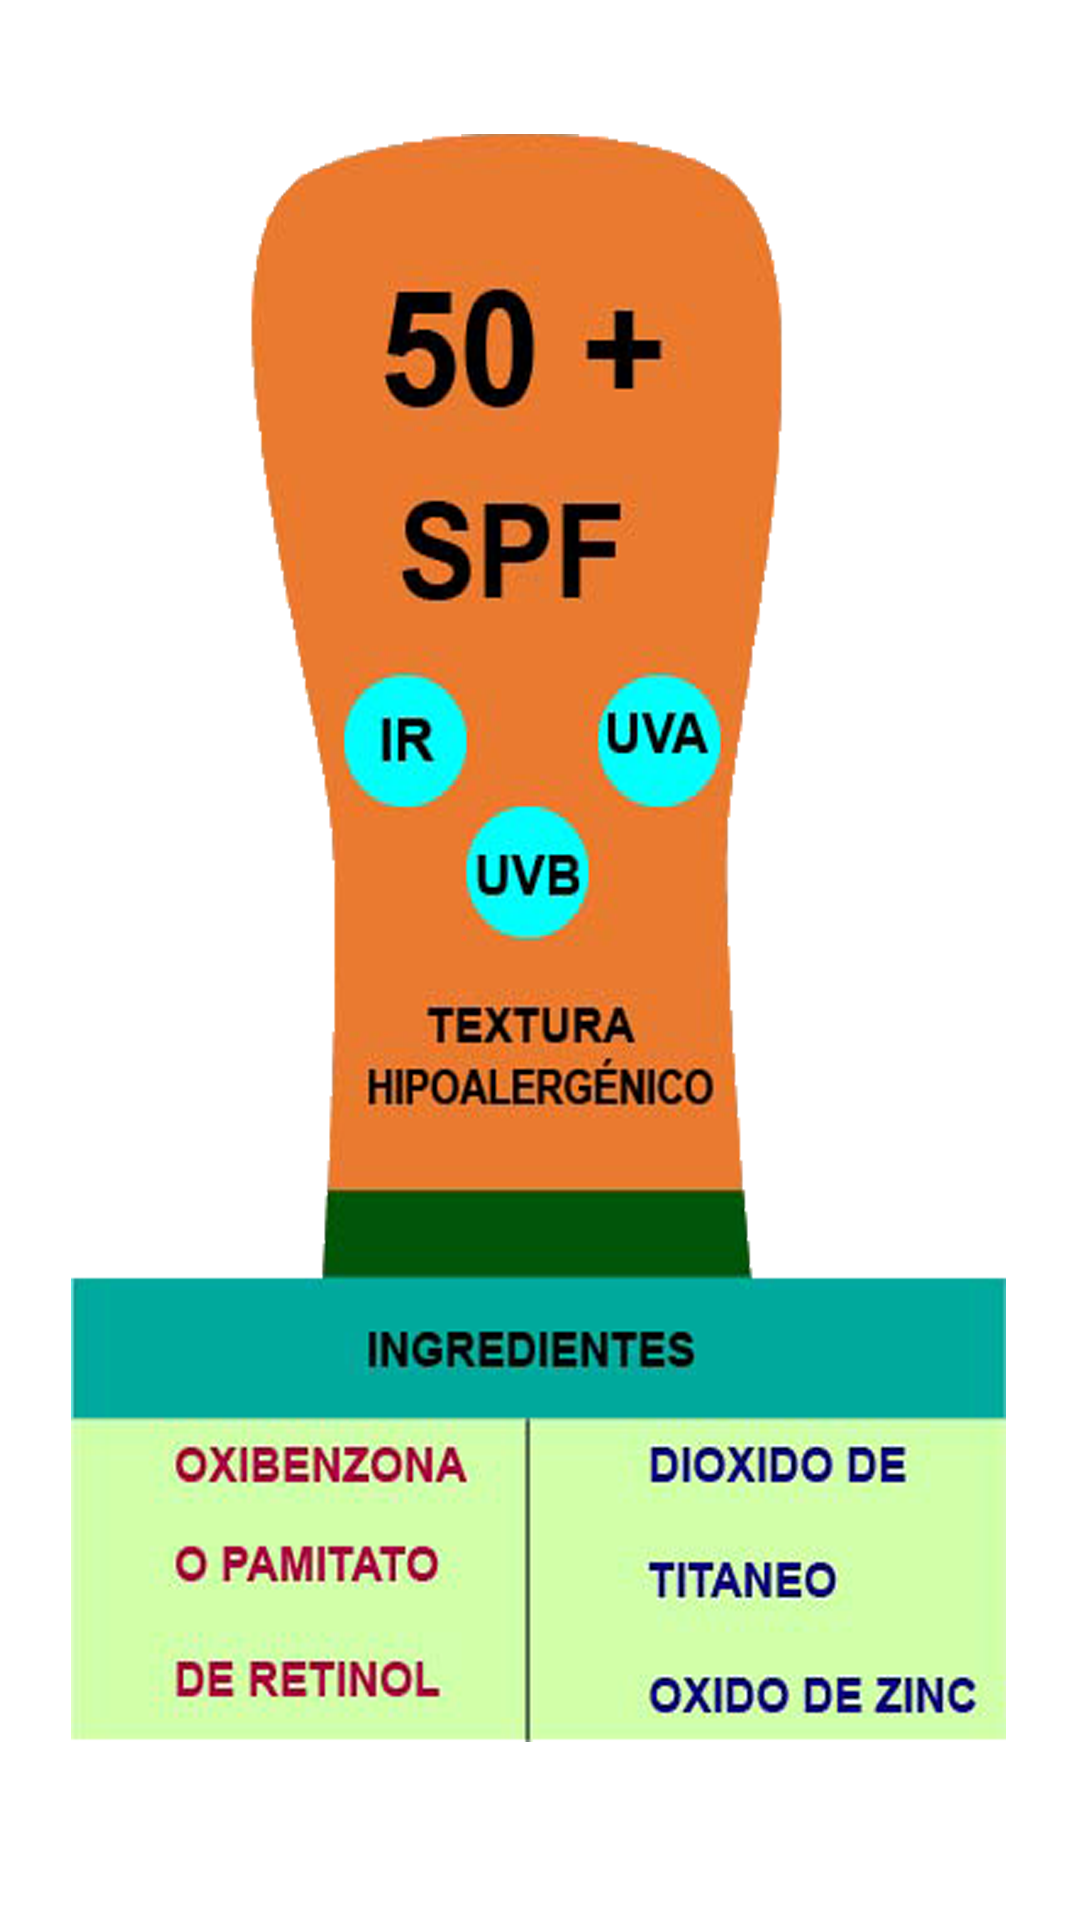 50 +
SPF
IR
UVA
UVB
TEXTURA
HIPOALERGÉNICO
INGREDIENTES
OXIBENZONA
O PAMITATO
DE RETINOL
DIOXIDO DE
TITANEO
OXIDO DE ZINC